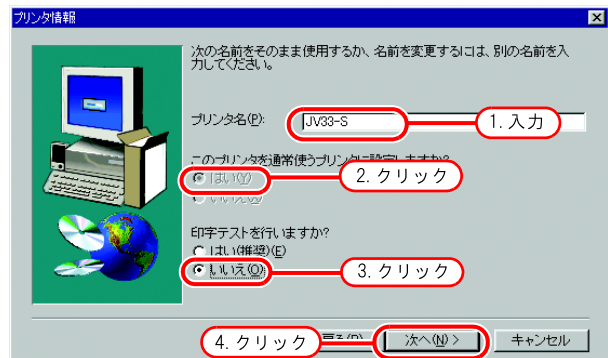 プリンタ情報
次の名前をそのまま使用するか、名前を変更するには、別の名前を入
力してください。
プリンタ名(P):
JV33-S
1. 入力
このプリンタを通常使うプリンタに設定しますか?
はい(Y)
2. クリック
いいえ(O)
印字テストを行いますか?
はい(推奨)(E)
いいえ(O)
3. クリック
4. クリック
次へ(N) >
キャンセル